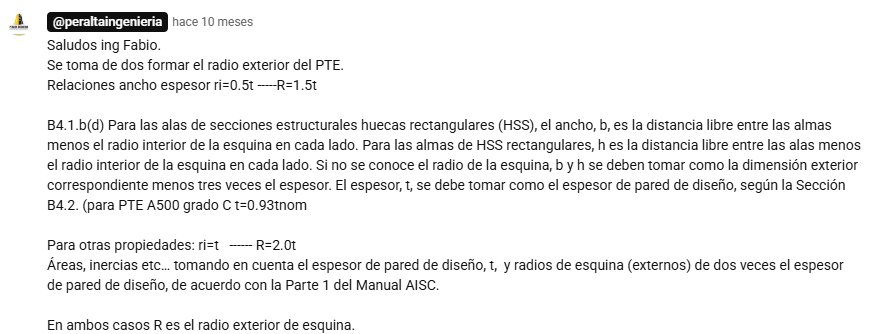 @peraltaingenieria hace 10 meses
Saludos ing Fabio.
Se toma de dos formar el radio exterior del PTE.
Relaciones ancho espesor ri=0.5t -----R=1.5t
B4.1.b(d) Para las alas de secciones estructurales huecas rectangulares (HSS), el ancho, b, es la distancia libre entre las almas
menos el radio interior de la esquina en cada lado. Para las almas de HSS rectangulares, h es la distancia libre entre las alas menos
el radio interior de la esquina en cada lado. Si no se conoce el radio de la esquina, b y h se deben tomar como la dimensión exterior
correspondiente menos tres veces el espesor. El espesor, t, se debe tomar como el espesor de pared de diseño, según la Sección
B4.2. (para PTE A500 grado C t=0.93tnom
Para otras propiedades: ri=t ------ R=2.0t
Áreas, inercias etc... tomando en cuenta el espesor de pared de diseño, t, y radios de esquina (externos) de dos veces el espesor
de pared de diseño, de acuerdo con la Parte 1 del Manual AISC.
En ambos casos R es el radio exterior de esquina.